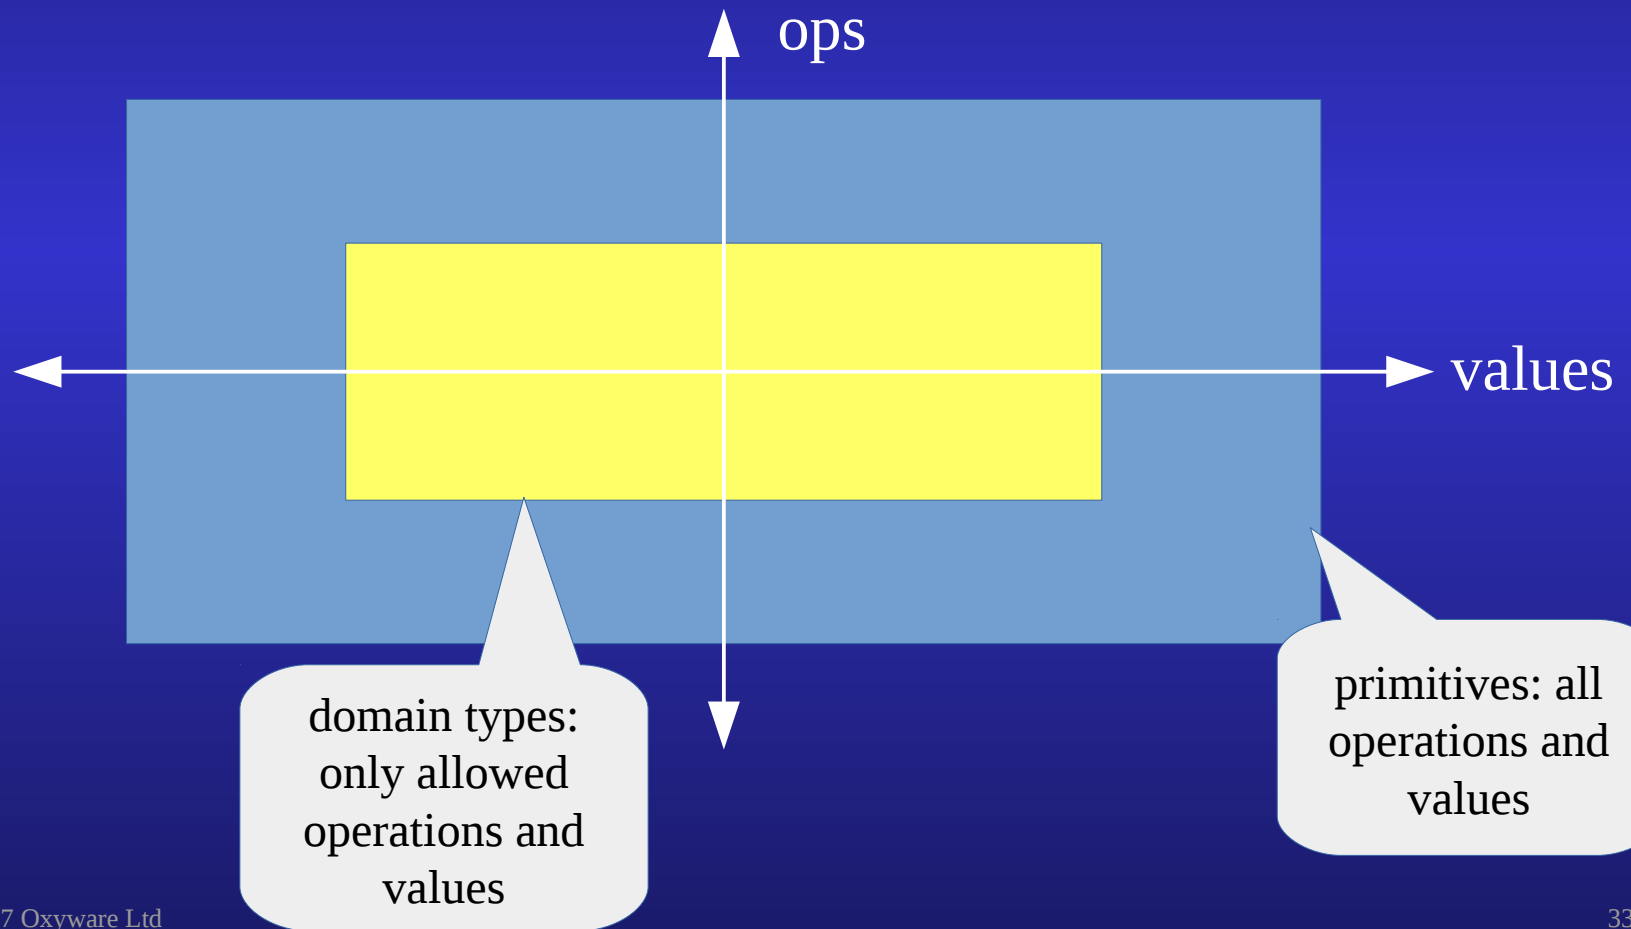 ops
values
domain types:
only allowed
operations and
values
primitives: all
operations and
values
7 Oxyware Ltd
33